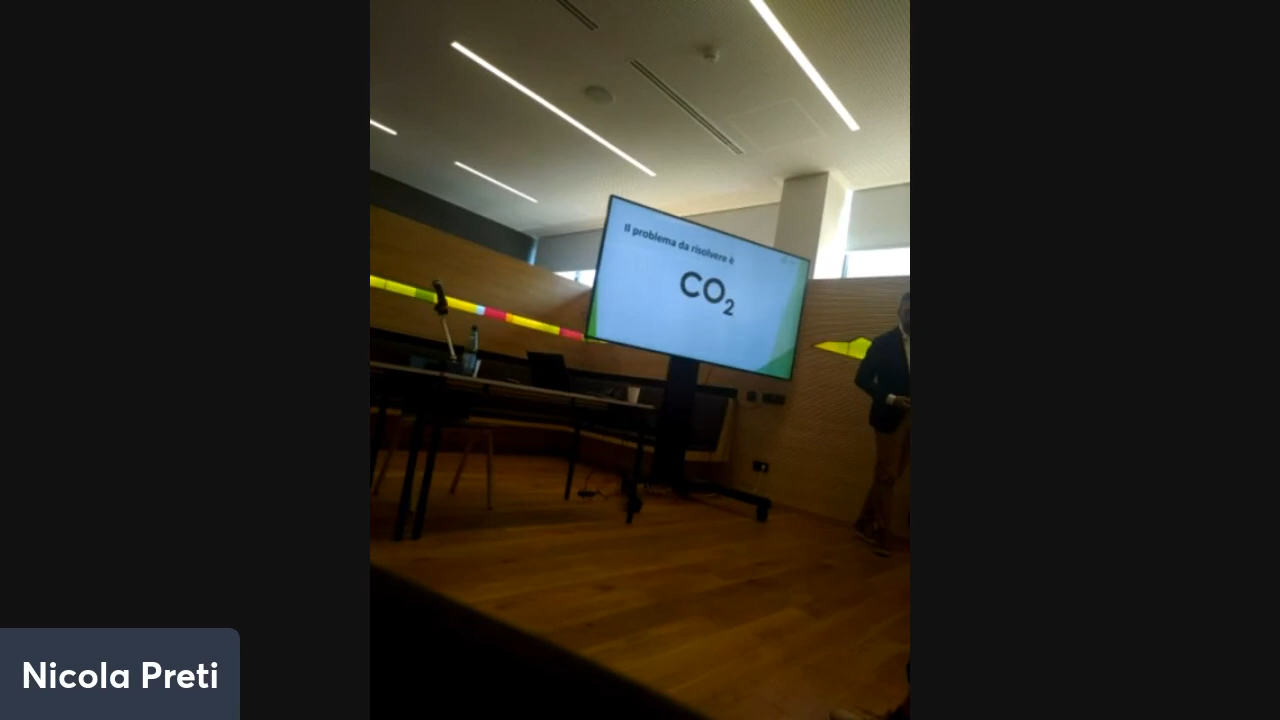 Il problema da risolvere è
CO₂
Nicola Preti